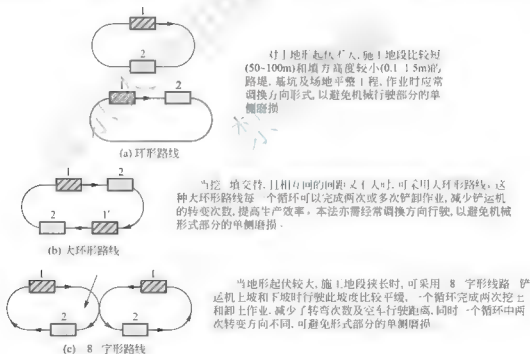 1
2
对于地形起伏不大,施工地段比较短
(50~100m)和填方高度较小(0.1~1.5m)的
路堤、基坑及场地平整工程,作业时应常
调换方向形式,以避免机械行驶部分的单
侧磨损
1
2
(a) 环形路线
1
2
2
1'
当挖、填交替,且相互间的间距又不大时,可采用大环形路线。这
种大环形路线每一个循环可以完成两次或多次铲卸作业,减少铲运机
的转变次数,提高生产效率。本法亦需经常调换方向行驶,以避免机械
形式部分的单侧磨损.
(b) 大环形路线
1
1
2
2
当地形起伏较大,施工地段狭长时,可采用 8 字形线路 铲
运机上坡和下坡时行驶此坡度比较平缓,一个循环完成两次挖土
和卸土作业.减少了转弯次数及空车行驶距离,同时一个循环中两
次转变方向不同,可避免形式部分的单侧磨损
(c) 8 字形路线